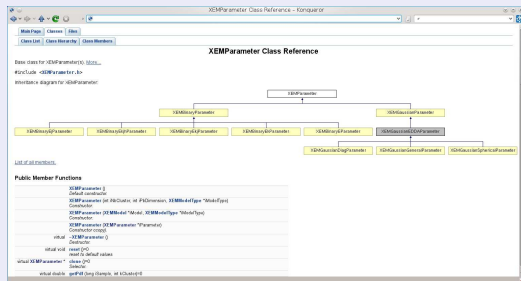 XEMParameter Class Reference – Konqueror
Main Page Classes Files
Class List Class Hierarchy Class Members
XEMParameter Class Reference
Base class for XEMParameter(s). More...
#include <XEMParameter.h>
Inheritance diagram for XEMParameter:
XEMParameter
XEMBinaryParameter XEMGaussianParameter
XEMBinaryEjParameter XEMBinaryEkjhParameter XEMBinaryEkjParameter XEMBinaryEkParameter XEMBinaryEParameter XEMGaussianEDDAParameter
XEMGaussianDiagParameter XEMGaussianGeneralParameter XEMGaussianSphericalParameter
List of all members.
Public Member Functions
XEMParameter ()
Default constructor.
XEMParameter (int iNbCluster, int iPbDimension, XEMModelType *iModelType)
Constructor.
XEMParameter (XEMModel *iModel, XEMModelType *iModelType)
Constructor.
XEMParameter (XEMParameter *iParameter)
Constructor (copy).
virtual ~XEMParameter ()
Destructor.
virtual void reset ()=0
reset to default values
virtual XEMParameter * clone ()=0
Selector.
virtual double getPdf (long iSample, int kCluster)=0